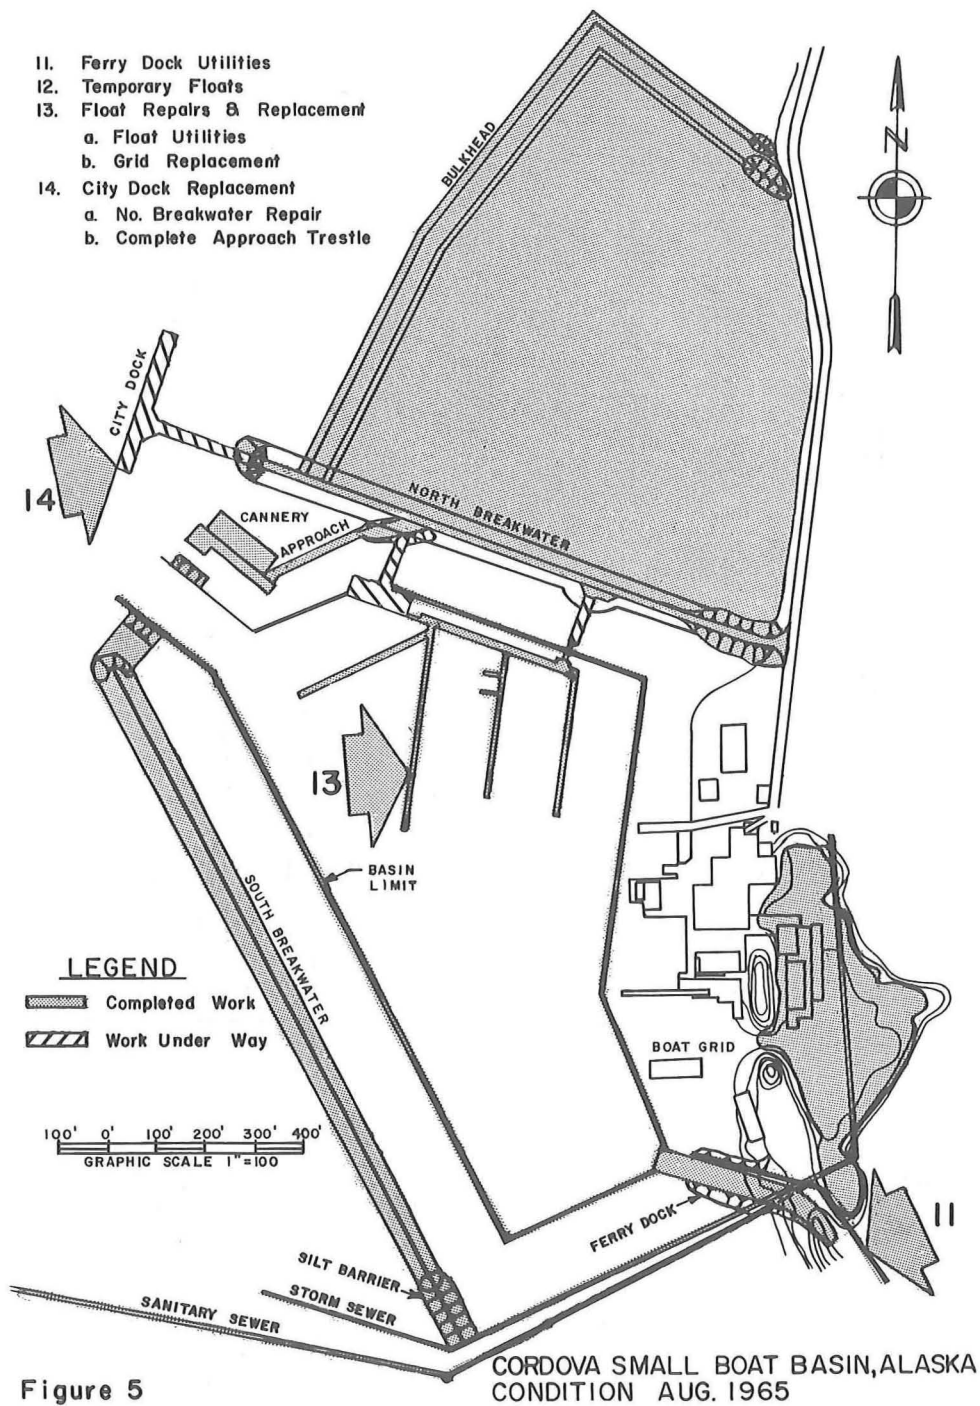 11. Ferry Dock Utilities
12. Temporary Floats
13. Float Repairs & Replacement
a. Float Utilities
b. Grid Replacement
14. City Dock Replacement
a. No. Breakwater Repair
b. Complete Approach Trestle
BULKHEAD
N
CITY DOCK
14
NORTH BREAKWATER
CANNERY
APPROACH
13
BASIN
LIMIT
SOUTH BREAKWATER
LEGEND
Completed Work
Work Under Way
BOAT GRID
100' 0' 100' 200' 300' 400'
GRAPHIC SCALE 1"=100
11
FERRY DOCK
SILT BARRIER
STORM SEWER
SANITARY SEWER
Figure 5
CORDOVA SMALL BOAT BASIN, ALASKA
CONDITION AUG. 1965